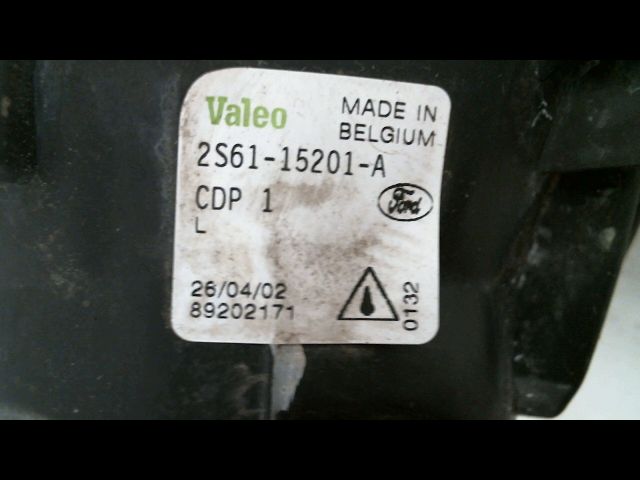 Valeo
MADE IN
BELGIUM
2S61-15201-A
CDP 1
Ford
L
26/04/02
89202171
0132